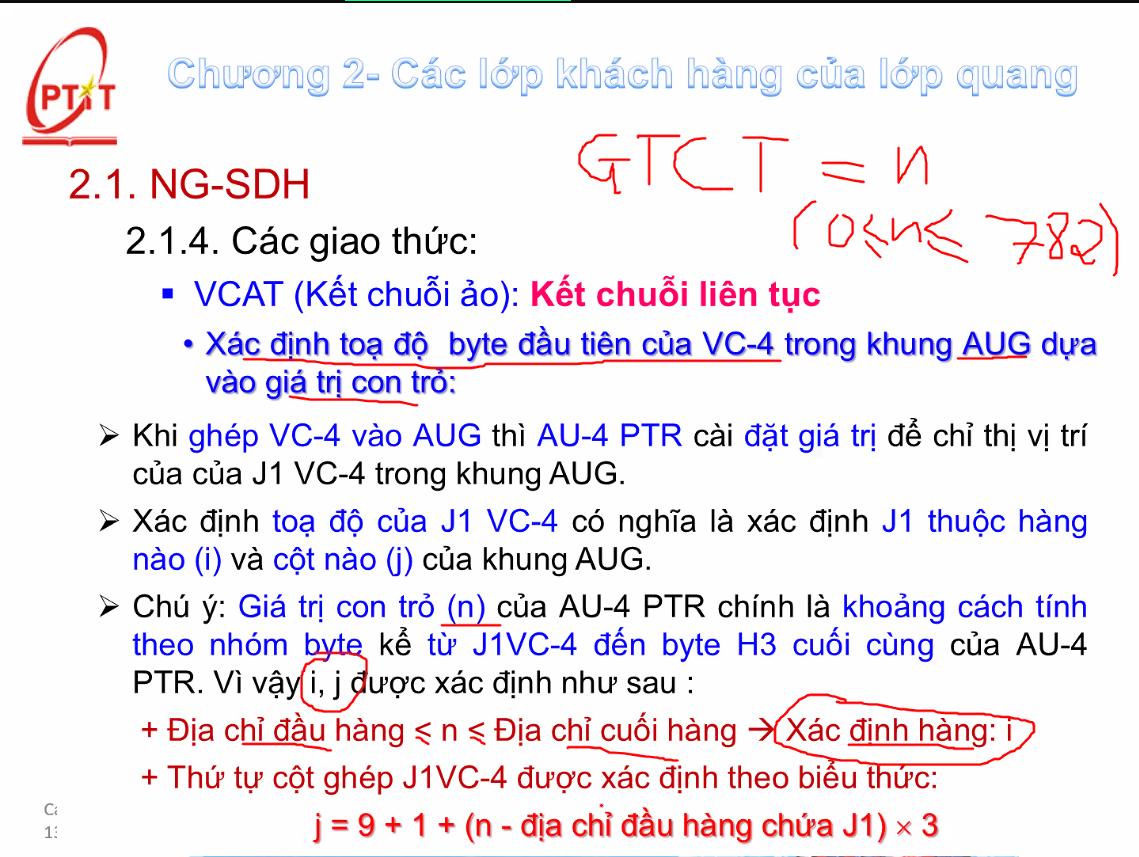 PTIT
Chương 2- Các lớp khách hàng của lớp quang
GTCT = n
(0≤n≤ 782)
2.1. NG-SDH
2.1.4. Các giao thức:
▪ VCAT (Kết chuỗi ảo): Kết chuỗi liên tục
• Xác định toạ độ byte đầu tiên của VC-4 trong khung AUG dựa
vào giá trị con trỏ:
➢ Khi ghép VC-4 vào AUG thì AU-4 PTR cài đặt giá trị để chỉ thị vị trí
của của J1 VC-4 trong khung AUG.
➢ Xác định toạ độ của J1 VC-4 có nghĩa là xác định J1 thuộc hàng
nào (i) và cột nào (j) của khung AUG.
➢ Chú ý: Giá trị con trỏ (n) của AU-4 PTR chính là khoảng cách tính
theo nhóm byte kể từ J1VC-4 đến byte H3 cuối cùng của AU-4
PTR. Vì vậy i, j được xác định như sau :
+ Địa chỉ đầu hàng ≤ n ≤ Địa chỉ cuối hàng → Xác định hàng: i
+ Thứ tự cột ghép J1VC-4 được xác định theo biểu thức:
j = 9 + 1 + (n - địa chỉ đầu hàng chứa J1) × 3